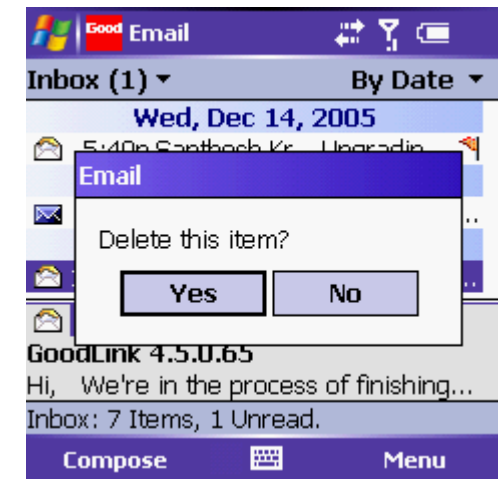 Good Email
Inbox (1) By Date
Wed, Dec 14, 2005
Email
Delete this item?
Yes No
GoodLink 4.5.0.65
Hi, We're in the process of finishing...
Inbox: 7 Items, 1 Unread.
Compose Menu